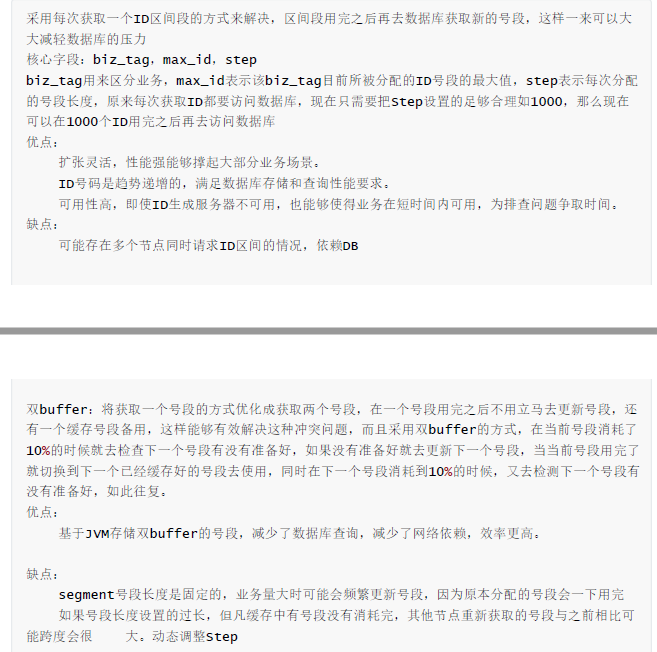 采用每次获取一个ID区间段的方式来解决，区间段用完之后再去数据库获取新的号段，这样一来可以大
大减轻数据库的压力
核心字段：biz_tag，max_id，step
biz_tag用来区分业务，max_id表示该biz_tag目前所被分配的ID号段的最大值，step表示每次分配
的号段长度，原来每次获取ID都要访问数据库，现在只需要把Step设置的足够合理如1000，那么现在
可以在1000个ID用完之后再去访问数据库
优点：
扩张灵活，性能强能够撑起大部分业务场景。
ID号码是趋势递增的，满足数据库存储和查询性能要求。
可用性高，即使ID生成服务器不可用，也能够使得业务在短时间内可用，为排查问题争取时间。
缺点：
可能存在多个节点同时请求ID区间的情况，依赖DB
双buffer：将获取一个号段的方式优化成获取两个号段，在一个号段用完之后不用立马去更新号段，还
有一个缓存号段备用，这样能够有效解决这种冲突问题，而且采用双buffer的方式，在当前号段消耗了
10%的时候就去检查下一个号段有没有准备好，如果没有准备好就去更新下一个号段，当当前号段用完了
就切换到下一个已经缓存好的号段去使用，同时在下一个号段消耗到10%的时候，又去检测下一个号段有
没有准备好，如此往复。
优点：
基于JVM存储双buffer的号段，减少了数据库查询，减少了网络依赖，效率更高。
缺点：
segment号段长度是固定的，业务量大时可能会频繁更新号段，因为原本分配的号段会一下用完
如果号段长度设置的过长，但凡缓存中有号段没有消耗完，其他节点重新获取的号段与之前相比可
能跨度会很 大。动态调整Step